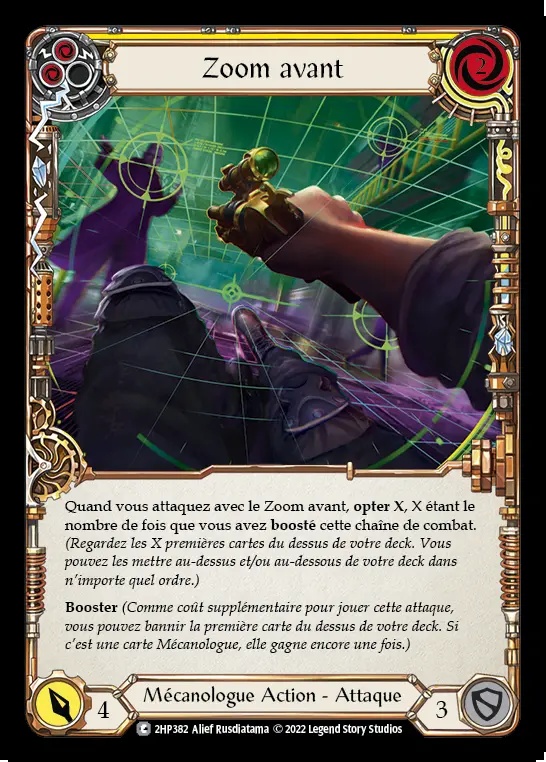 Zoom avant
2
Quand vous attaquez avec le Zoom avant, opter X, X étant le
nombre de fois que vous avez boosté cette chaîne de combat.
(Regardez les X premières cartes du dessus de votre deck. Vous
pouvez les mettre au-dessus et/ou au-dessous de votre deck dans
n'importe quel ordre.)
Booster (Comme coût supplémentaire pour jouer cette attaque,
vous pouvez bannir la première carte du dessus de votre deck. Si
c'est une carte Mécanologue, elle gagne encore une fois.)
4
Mécanologue Action - Attaque
3
C 2HP382 Alief Rusdiatama © 2022 Legend Story Studios